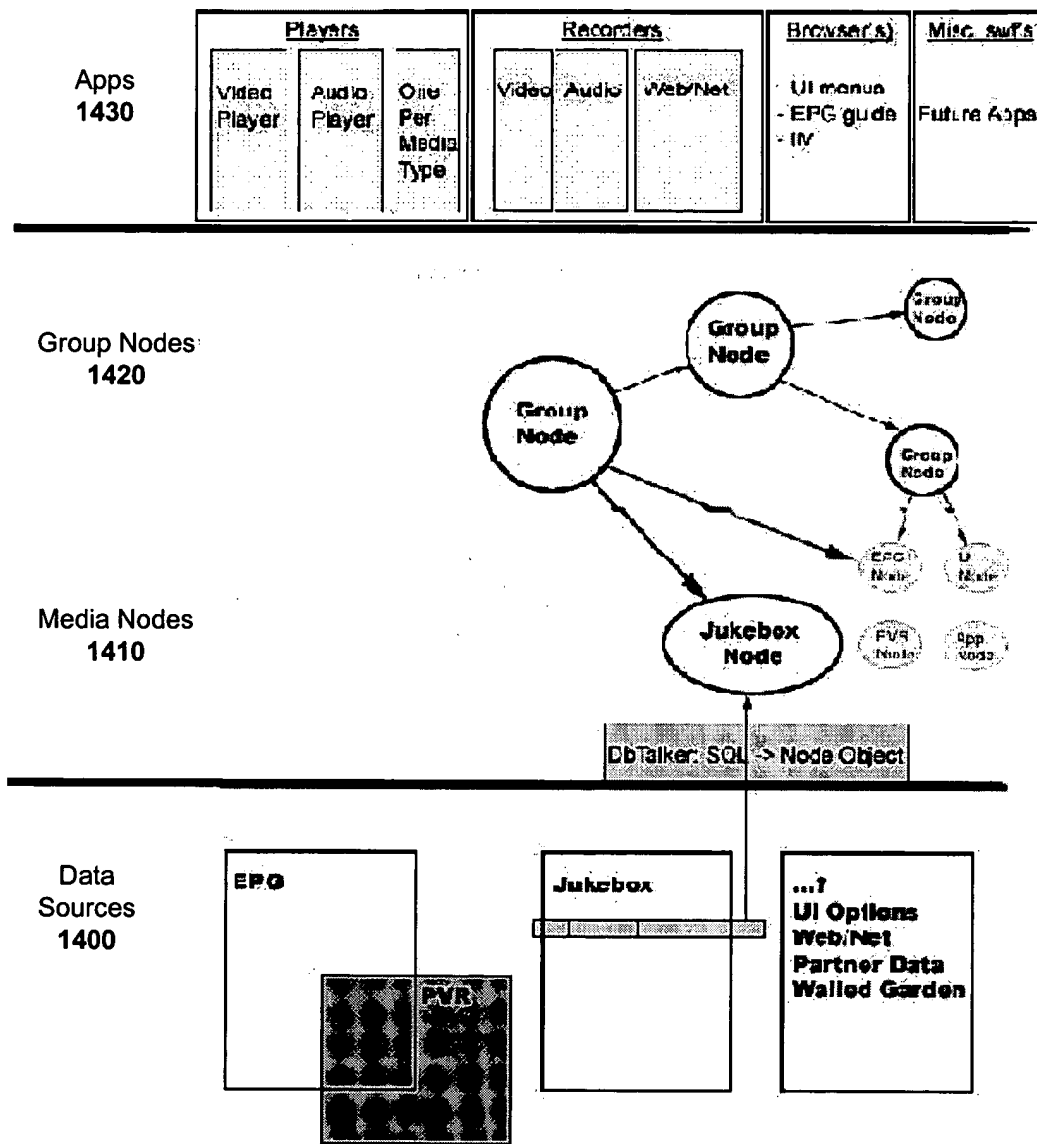 Apps
1430
Players
Video
Player
Audio
Player
One
Per
Media
Type
Recorders
Video
Audio
Web/Net
Browser(s)
- UI menus
- EPG guide
- IM
Misc. swfs
Future Apps
Group Nodes
1420
Group
Node
Group
Node
Group
Node
Group
Node
Media Nodes
1410
EPG
Node
UI
Node
Jukebox
Node
PVR
Node
App
Node
DbTalker: SQL -> Node Object
Data
Sources
1400
EPG
PVR
Jukebox
...?
UI Options
Web/Net
Partner Data
Walled Garden